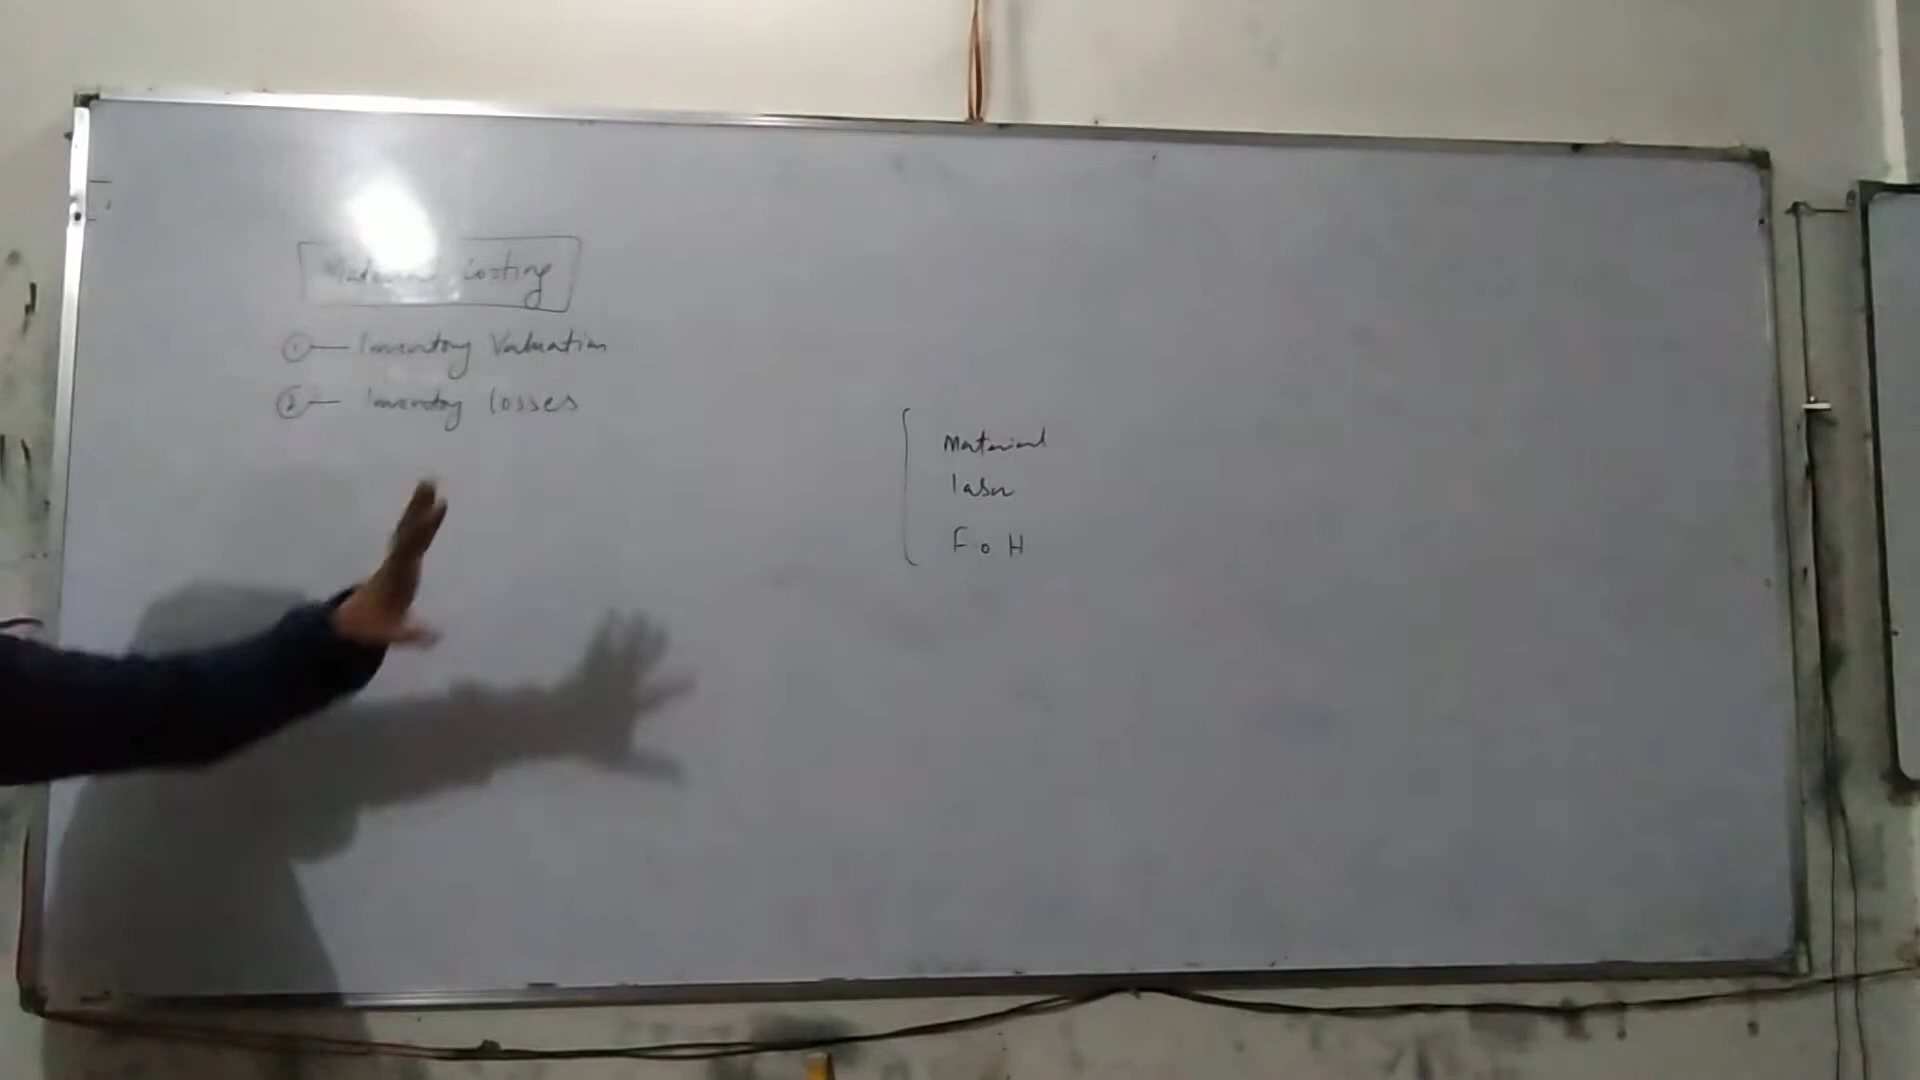 Material Costing
① — Inventory Valuation
② — Inventory Losses
Material
labor
F o H